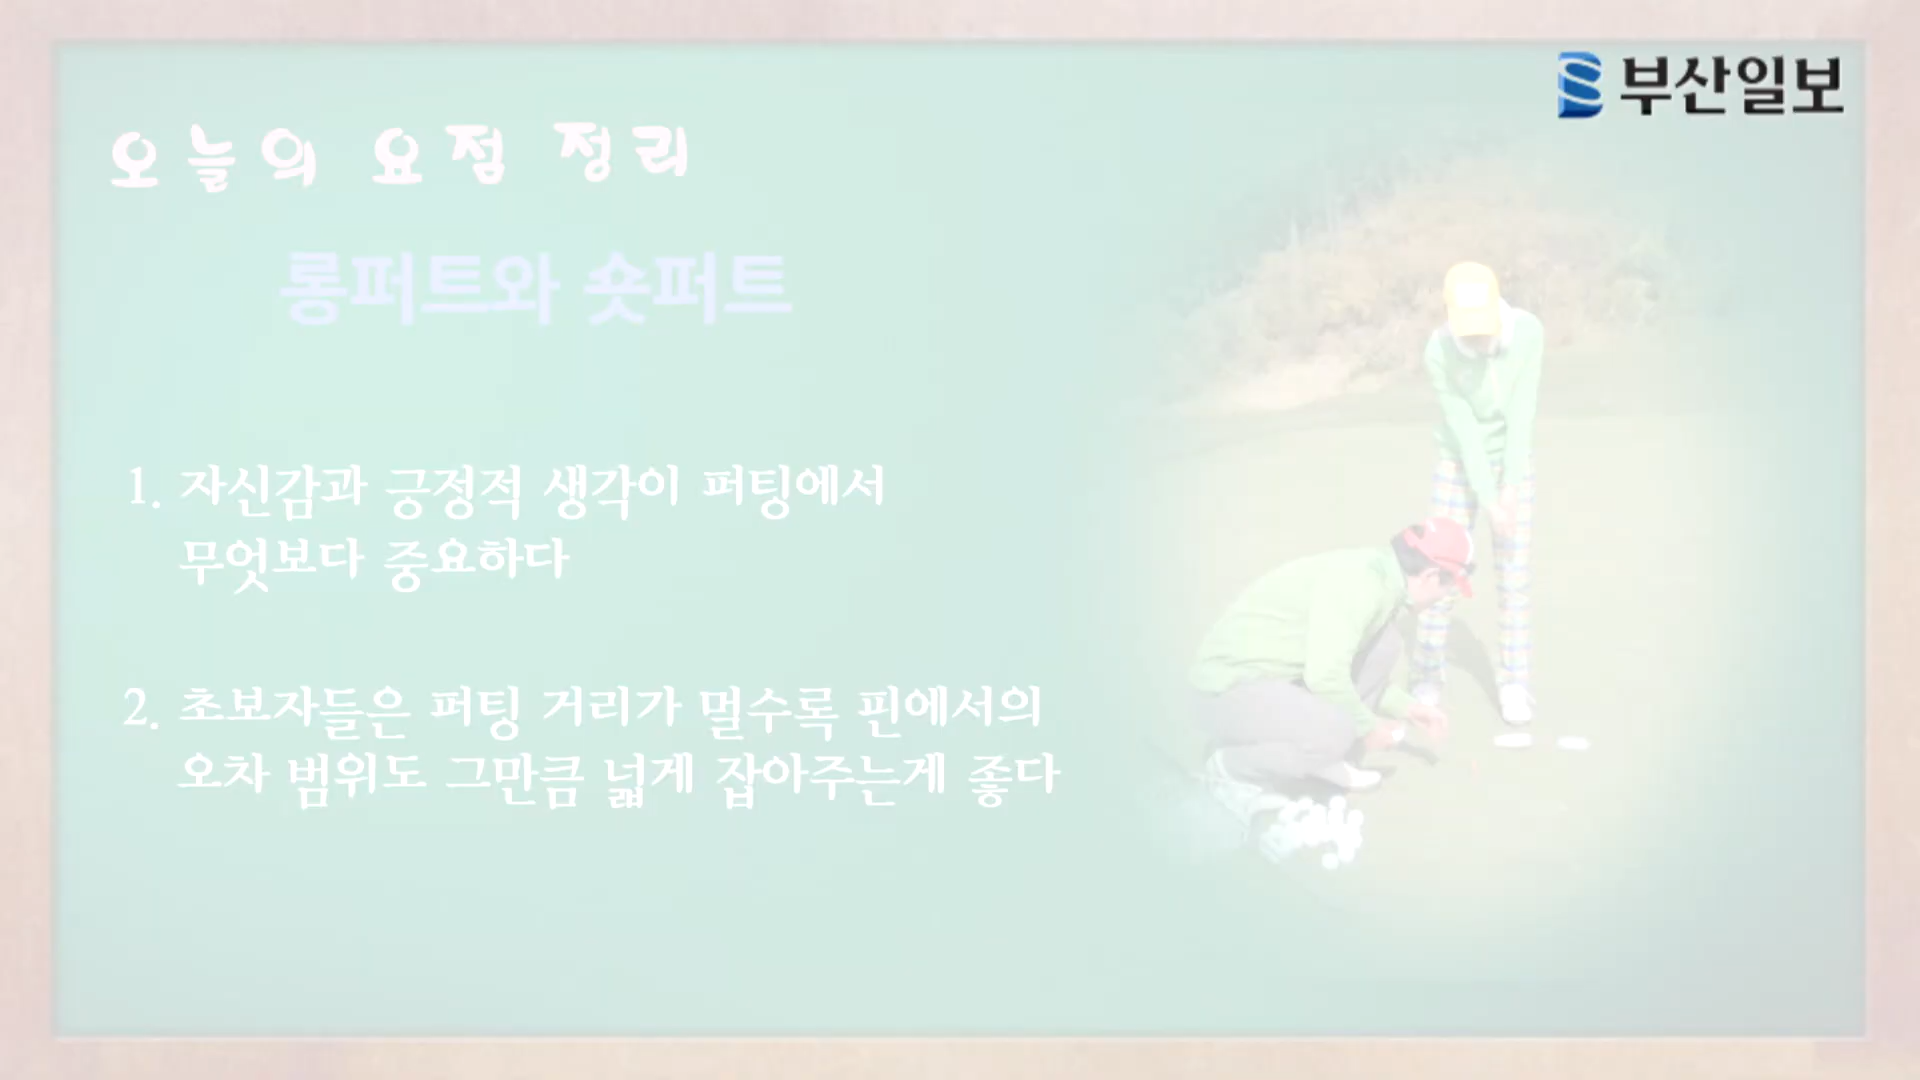 부산일보
오늘의 요점 정리
롱퍼트와 숏퍼트
1. 자신감과 긍정적 생각이 퍼팅에서
무엇보다 중요하다
2. 초보자들은 퍼팅 거리가 멀수록 핀에서의
오차 범위도 그만큼 넓게 잡아주는게 좋다